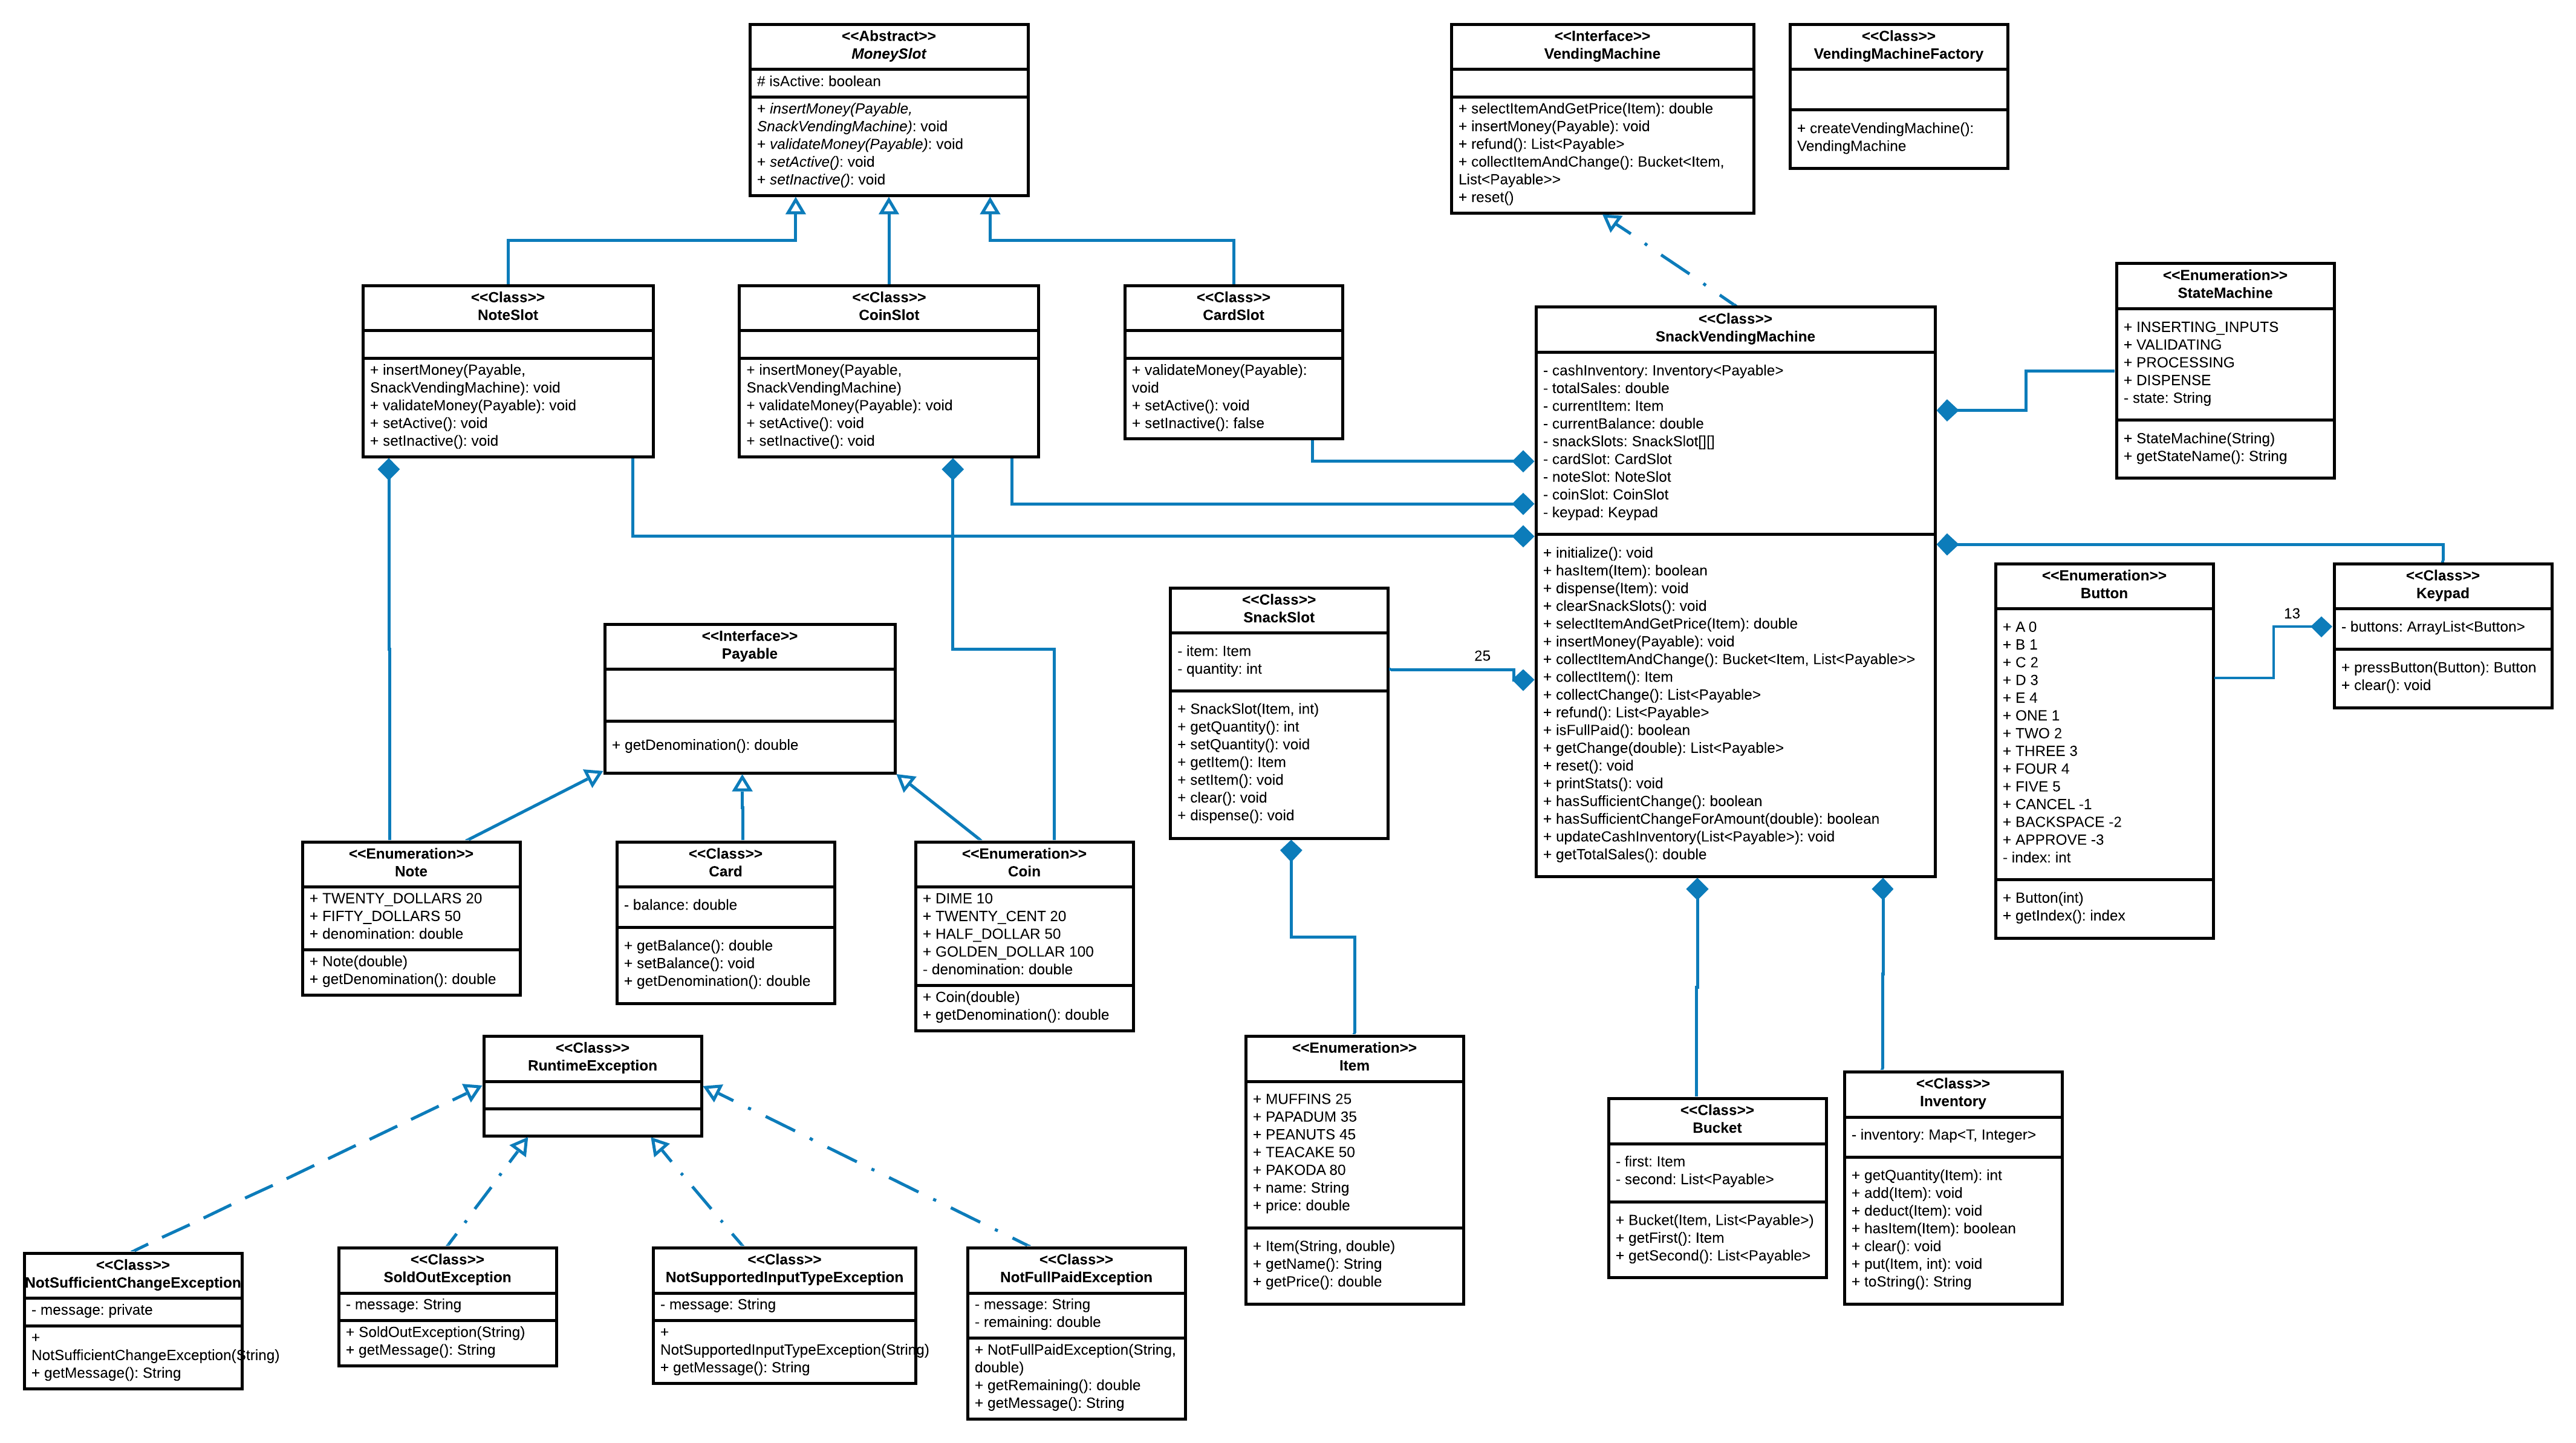 <<Abstract>>
MoneySlot
# isActive: boolean
+ insertMoney(Payable,
SnackVendingMachine): void
+ validateMoney(Payable): void
+ setActive(): void
+ setInactive(): void
<<Interface>>
VendingMachine
+ selectItemAndGetPrice(Item): double
+ insertMoney(Payable): void
+ refund(): List<Payable>
+ collectItemAndChange(): Bucket<Item,
List<Payable>>
+ reset()
<<Class>>
VendingMachineFactory
+ createVendingMachine():
VendingMachine
<<Class>>
NoteSlot
+ insertMoney(Payable,
SnackVendingMachine): void
+ validateMoney(Payable): void
+ setActive(): void
+ setInactive(): void
<<Class>>
CoinSlot
+ insertMoney(Payable,
SnackVendingMachine)
+ validateMoney(Payable): void
+ setActive(): void
+ setInactive(): void
<<Class>>
CardSlot
+ validateMoney(Payable):
void
+ setActive(): void
+ setInactive(): false
<<Class>>
SnackVendingMachine
- cashInventory: Inventory<Payable>
- totalSales: double
- currentItem: Item
- currentBalance: double
- snackSlots: SnackSlot[][]
- cardSlot: CardSlot
- noteSlot: NoteSlot
- coinSlot: CoinSlot
- keypad: Keypad
+ initialize(): void
+ hasItem(Item): boolean
+ dispense(Item): void
+ clearSnackSlots(): void
+ selectItemAndGetPrice(Item): double
+ insertMoney(Payable): void
+ collectItemAndChange(): Bucket<Item, List<Payable>>
+ collectItem(): Item
+ collectChange(): List<Payable>
+ refund(): List<Payable>
+ isFullPaid(): boolean
+ getChange(double): List<Payable>
+ reset(): void
+ printStats(): void
+ hasSufficientChange(): boolean
+ hasSufficientChangeForAmount(double): boolean
+ updateCashInventory(List<Payable>): void
+ getTotalSales(): double
<<Enumeration>>
StateMachine
+ INSERTING_INPUTS
+ VALIDATING
+ PROCESSING
+ DISPENSE
- state: String
+ StateMachine(String)
+ getStateName(): String
<<Enumeration>>
Button
+ A 0
+ B 1
+ C 2
+ D 3
+ E 4
+ ONE 1
+ TWO 2
+ THREE 3
+ FOUR 4
+ FIVE 5
+ CANCEL -1
+ BACKSPACE -2
+ APPROVE -3
- index: int
+ Button(int)
+ getIndex(): index
13
<<Class>>
Keypad
- buttons: ArrayList<Button>
+ pressButton(Button): Button
+ clear(): void
<<Class>>
SnackSlot
- item: Item
- quantity: int
+ SnackSlot(Item, int)
+ getQuantity(): int
+ setQuantity(): void
+ getItem(): Item
+ setItem(): void
+ clear(): void
+ dispense(): void
25
<<Interface>>
Payable
+ getDenomination(): double
<<Enumeration>>
Note
+ TWENTY_DOLLARS 20
+ FIFTY_DOLLARS 50
+ denomination: double
+ Note(double)
+ getDenomination(): double
<<Class>>
Card
- balance: double
+ getBalance(): double
+ setBalance(): void
+ getDenomination(): double
<<Enumeration>>
Coin
+ DIME 10
+ TWENTY_CENT 20
+ HALF_DOLLAR 50
+ GOLDEN_DOLLAR 100
- denomination: double
+ Coin(double)
+ getDenomination(): double
<<Class>>
RuntimeException
<<Enumeration>>
Item
+ MUFFINS 25
+ PAPADUM 35
+ PEANUTS 45
+ TEACAKE 50
+ PAKODA 80
+ name: String
+ price: double
+ Item(String, double)
+ getName(): String
+ getPrice(): double
<<Class>>
Bucket
- first: Item
- second: List<Payable>
+ Bucket(Item, List<Payable>)
+ getFirst(): Item
+ getSecond(): List<Payable>
<<Class>>
Inventory
- inventory: Map<T, Integer>
+ getQuantity(Item): int
+ add(Item): void
+ deduct(Item): void
+ hasItem(Item): boolean
+ clear(): void
+ put(Item, int): void
+ toString(): String
<<Class>>
NotSufficientChangeException
- message: private
+
NotSufficientChangeException(String)
+ getMessage(): String
<<Class>>
SoldOutException
- message: String
+ SoldOutException(String)
+ getMessage(): String
<<Class>>
NotSupportedInputTypeException
- message: String
+
NotSupportedInputTypeException(String)
+ getMessage(): String
<<Class>>
NotFullPaidException
- message: String
- remaining: double
+ NotFullPaidException(String,
double)
+ getRemaining(): double
+ getMessage(): String